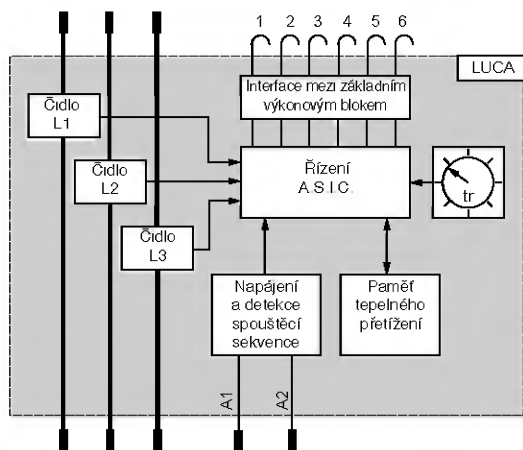 1 2 3 4 5 6
LUCA
Interface mezi základním
výkonovým blokem
Čidlo
L1
Čidlo
L2
Čidlo
L3
Řízení
A.S.I.C.
tr
Napájení
a detekce
spouštěcí
sekvence
Paměť
tepelného
přetížení
A1
A2